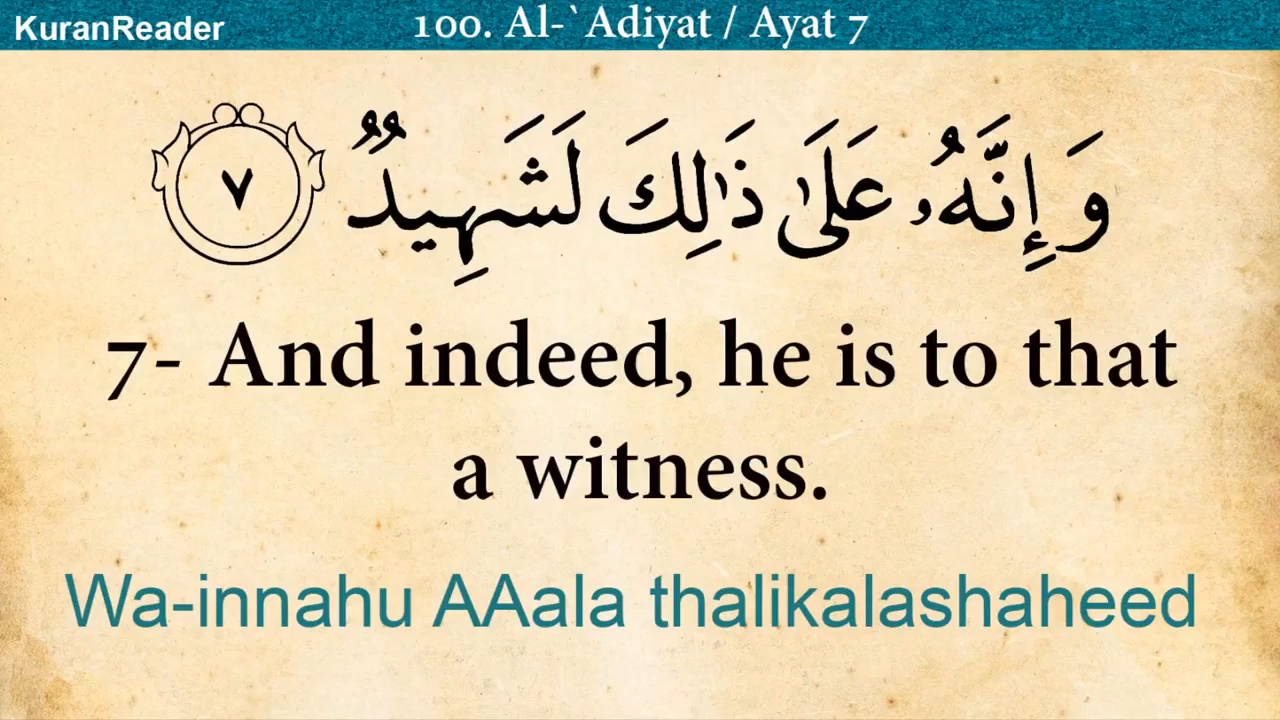 KuranReader
100. Al-`Adiyat / Ayat 7
وَإِنَّهُۥ عَلَىٰ ذَٰلِكَ لَشَهِيدٌ ٧
7- And indeed, he is to that
a witness.
Wa-innahu AAala thalikalashaheed